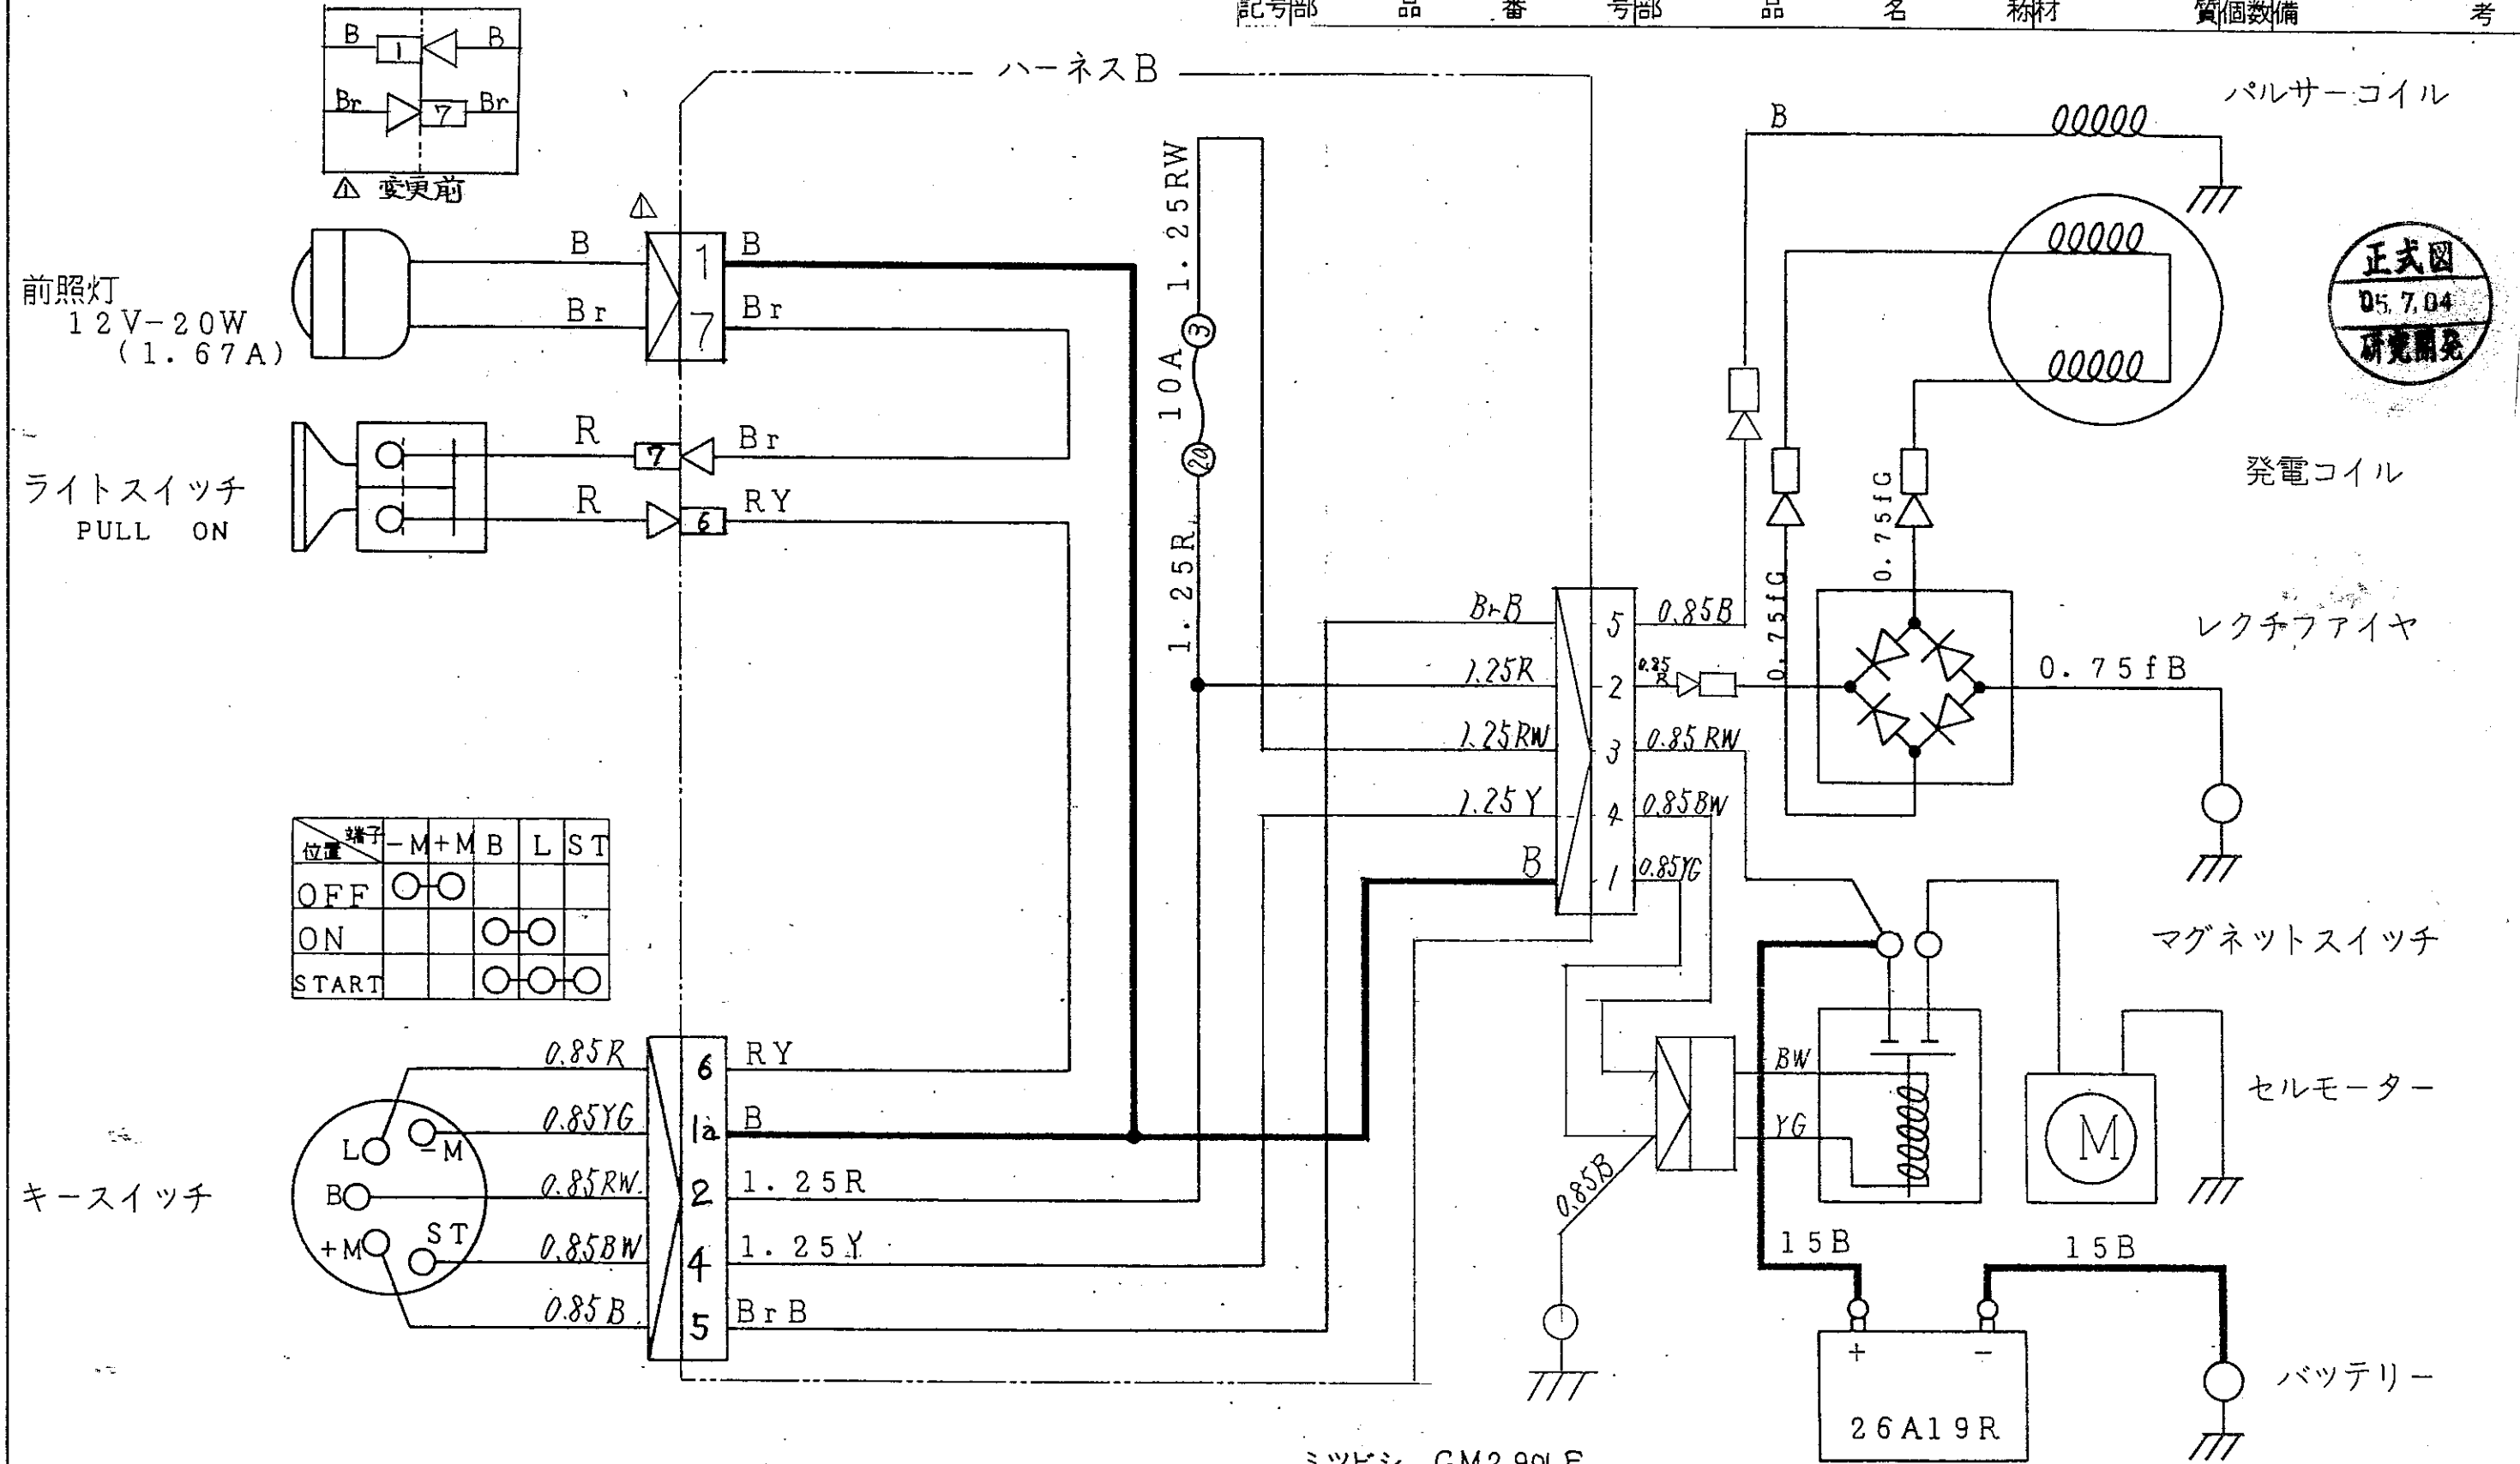 記号 部 品 番 号 部 品 名 称 材 質 個数 備 考
B 1 B
Br 7 Br
⚠ 変更前
ハーネスB
パルサーコイル
B
正式図
05.7.04
研究開発
前照灯
12V-20W
(1.67A)
B 1 B
Br 7 Br
1.25RW
3
10A
20
1.25R
発電コイル
ライトスイッチ
PULL ON
R 7 Br
R 6 RY
0.75fG
0.75fG
レクチファイヤ
0.75fB
BrB 5 0.85B
1.25R 2 0.85R
1.25RW 3 0.85RW
1.25Y 4 0.85BW
B 1 0.85YG
端子 位置 -M +M B L ST
OFF
ON
START
マグネットスイッチ
BW
YG
セルモーター
M
キースイッチ
L -M
B
+M ST
0.85R 6 RY
0.85YG 1a B
0.85RW 2 1.25R
0.85BW 4 1.25Y
0.85B 5 BrB
0.85B
15B 15B
+ -
26A19R
バッテリー
ミツビシ